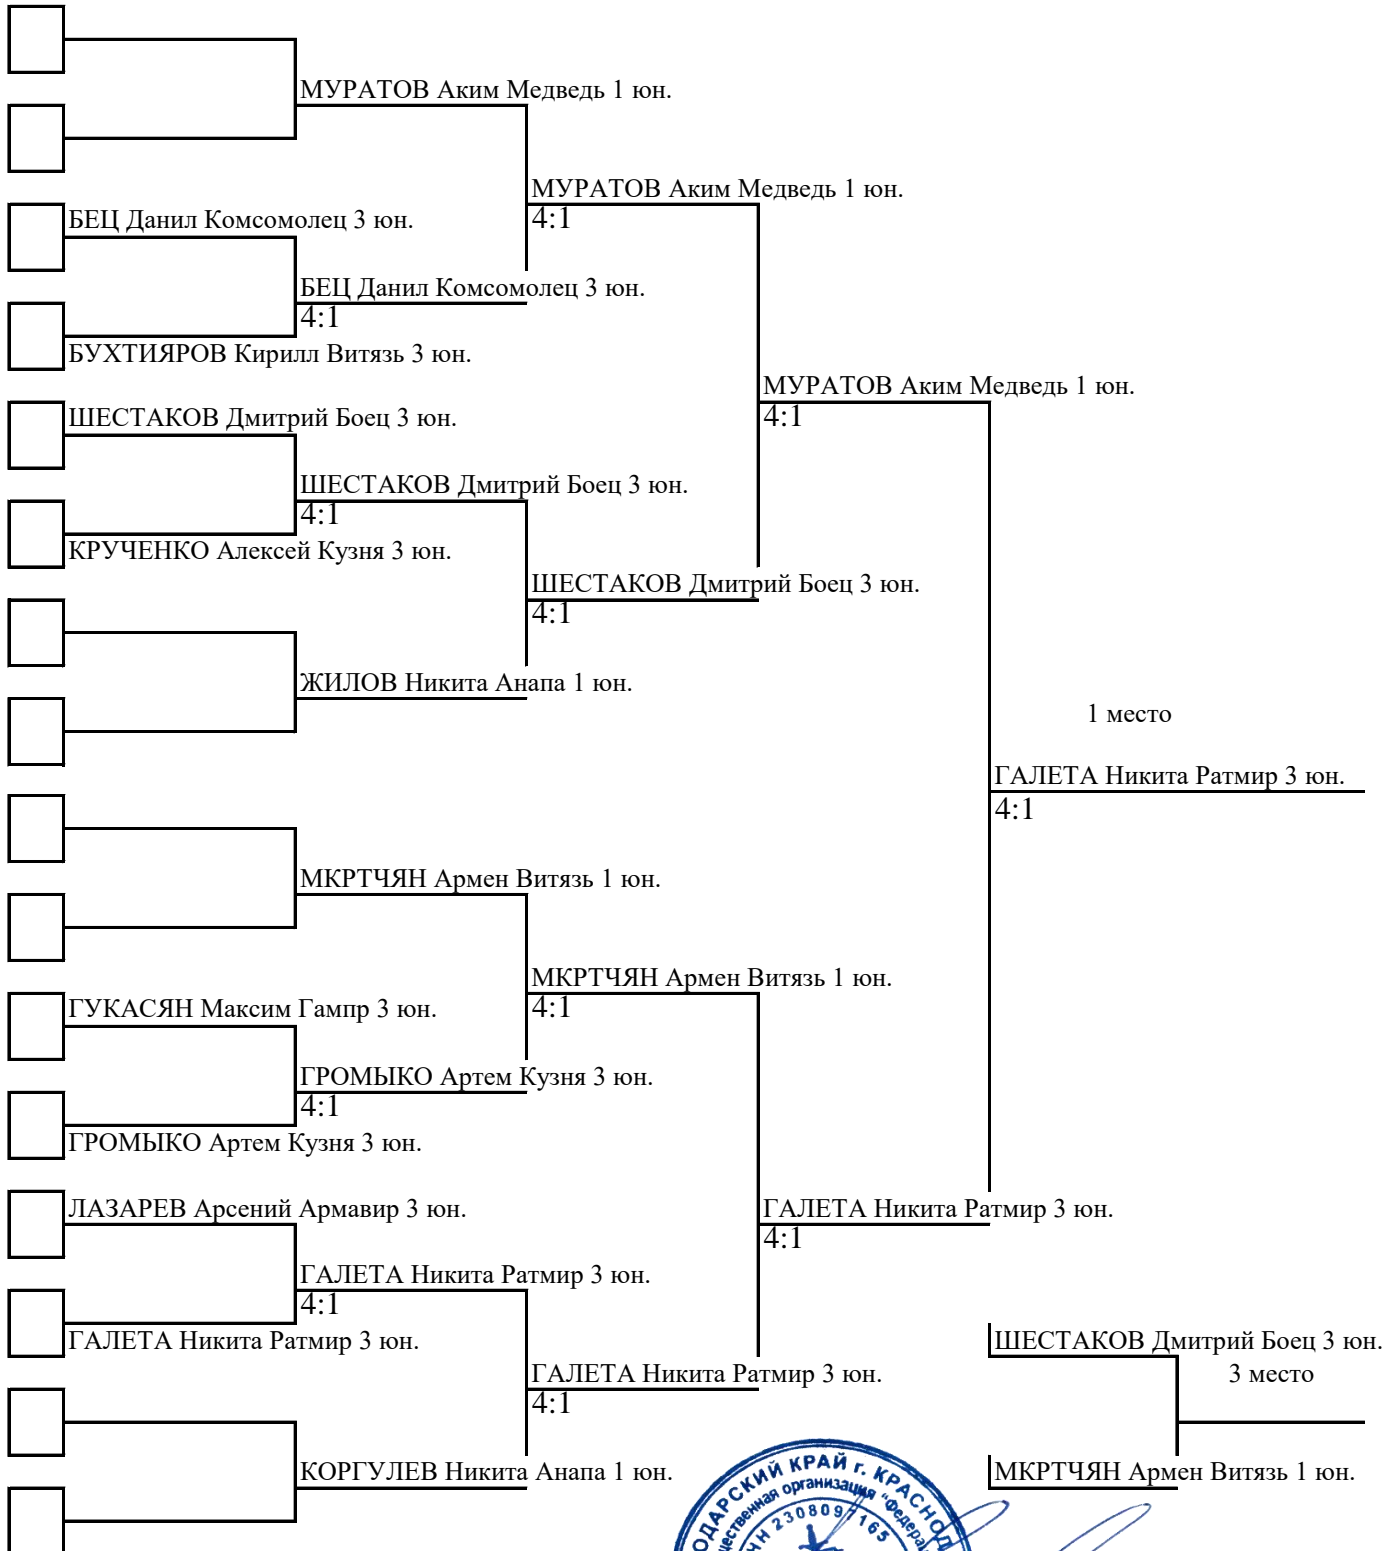 МУРАТОВ Аким Медведь 1 юн.
МУРАТОВ Аким Медведь 1 юн.
4:1
БЕЦ Данил Комсомолец 3 юн.
БЕЦ Данил Комсомолец 3 юн.
4:1
БУХТИЯРОВ Кирилл Витязь 3 юн.
МУРАТОВ Аким Медведь 1 юн.
4:1
ШЕСТАКОВ Дмитрий Боец 3 юн.
ШЕСТАКОВ Дмитрий Боец 3 юн.
4:1
КРУЧЕНКО Алексей Кузня 3 юн.
ШЕСТАКОВ Дмитрий Боец 3 юн.
4:1
ЖИЛОВ Никита Анапа 1 юн.
1 место
ГАЛЕТА Никита Ратмир 3 юн.
4:1
МКРТЧЯН Армен Витязь 1 юн.
МКРТЧЯН Армен Витязь 1 юн.
4:1
ГУКАСЯН Максим Гампр 3 юн.
ГРОМЫКО Артем Кузня 3 юн.
4:1
ГРОМЫКО Артем Кузня 3 юн.
ЛАЗАРЕВ Арсений Армавир 3 юн.
ГАЛЕТА Никита Ратмир 3 юн.
4:1
ГАЛЕТА Никита Ратмир 3 юн.
4:1
ГАЛЕТА Никита Ратмир 3 юн.
ШЕСТАКОВ Дмитрий Боец 3 юн.
3 место
ГАЛЕТА Никита Ратмир 3 юн.
4:1
КОРГУЛЕВ Никита Анапа 1 юн.
МКРТЧЯН Армен Витязь 1 юн.
КРАЙ г.
организация
2308097165